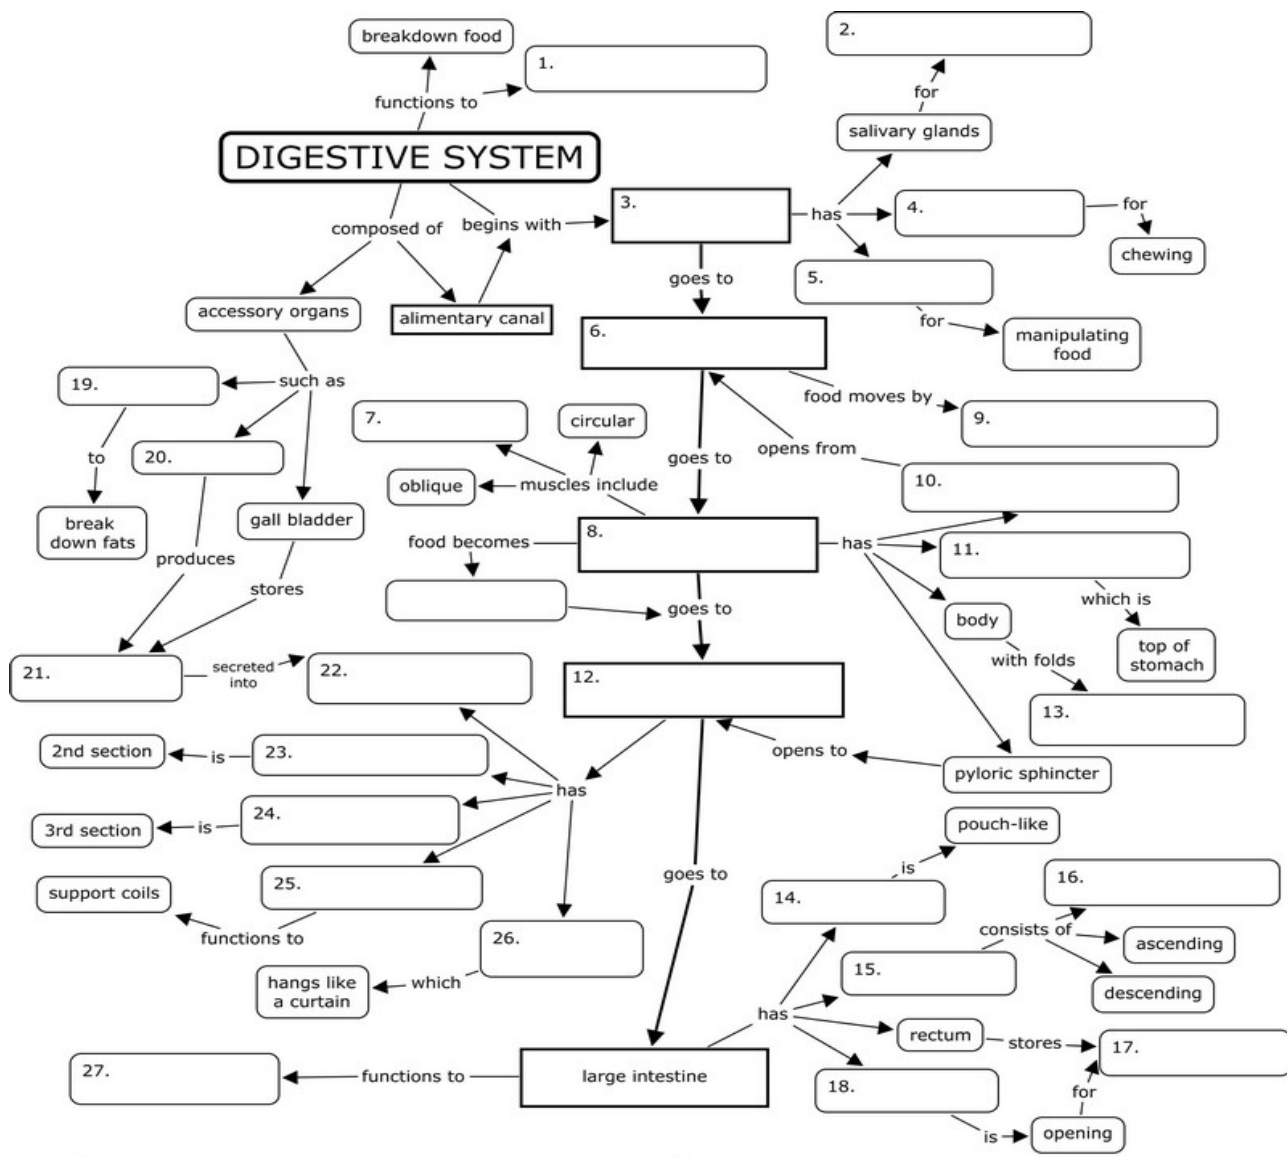 breakdown food
2.
1.
functions to
for
salivary glands
DIGESTIVE SYSTEM
3.
has
4.
for
composed of
begins with
chewing
5.
goes to
for
accessory organs
alimentary canal
manipulating
food
6.
19.
such as
food moves by
7.
circular
9.
to
20.
opens from
goes to
oblique
muscles include
10.
break
down fats
gall bladder
8.
food becomes
has
11.
produces
stores
goes to
which is
body
top of
stomach
with folds
21.
secreted
into
22.
12.
13.
2nd section
is
23.
opens to
pyloric sphincter
has
3rd section
is
24.
pouch-like
is
goes to
support coils
25.
14.
16.
functions to
26.
consists of
ascending
15.
hangs like
a curtain
which
descending
has
rectum
stores
17.
27.
functions to
large intestine
18.
for
is
opening